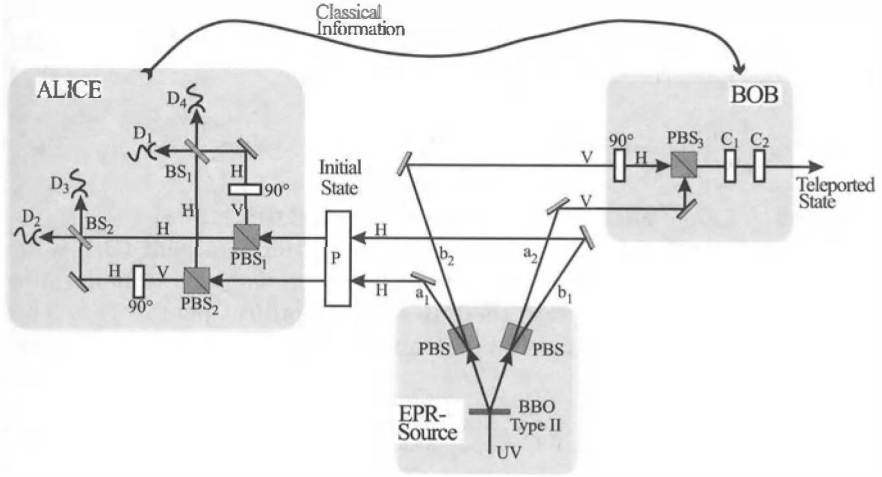 Classical
Information
ALICE
D4
D1
D3
D2
BS1
BS2
H
90°
V
H
H
H
V
90°
PBS1
PBS2
Initial
State
P
H
H
a1
b2
a2
b1
V
V
90°
H
PBS3
C1
C2
BOB
Teleported
State
PBS
PBS
EPR-
Source
BBO
Type II
UV